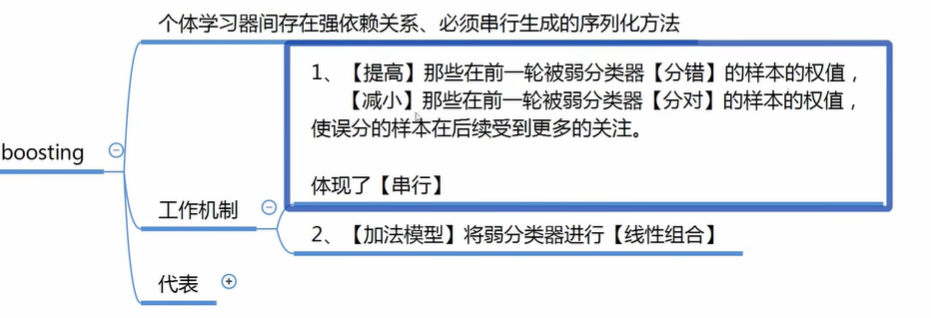 个体学习器间存在强依赖关系、必须串行生成的序列化方法
1、【提高】那些在前一轮被弱分类器【分错】的样本的权值，
【减小】那些在前一轮被弱分类器【分对】的样本的权值，
使误分的样本在后续受到更多的关注。
体现了【串行】
boosting
工作机制
2、【加法模型】将弱分类器进行【线性组合】
代表